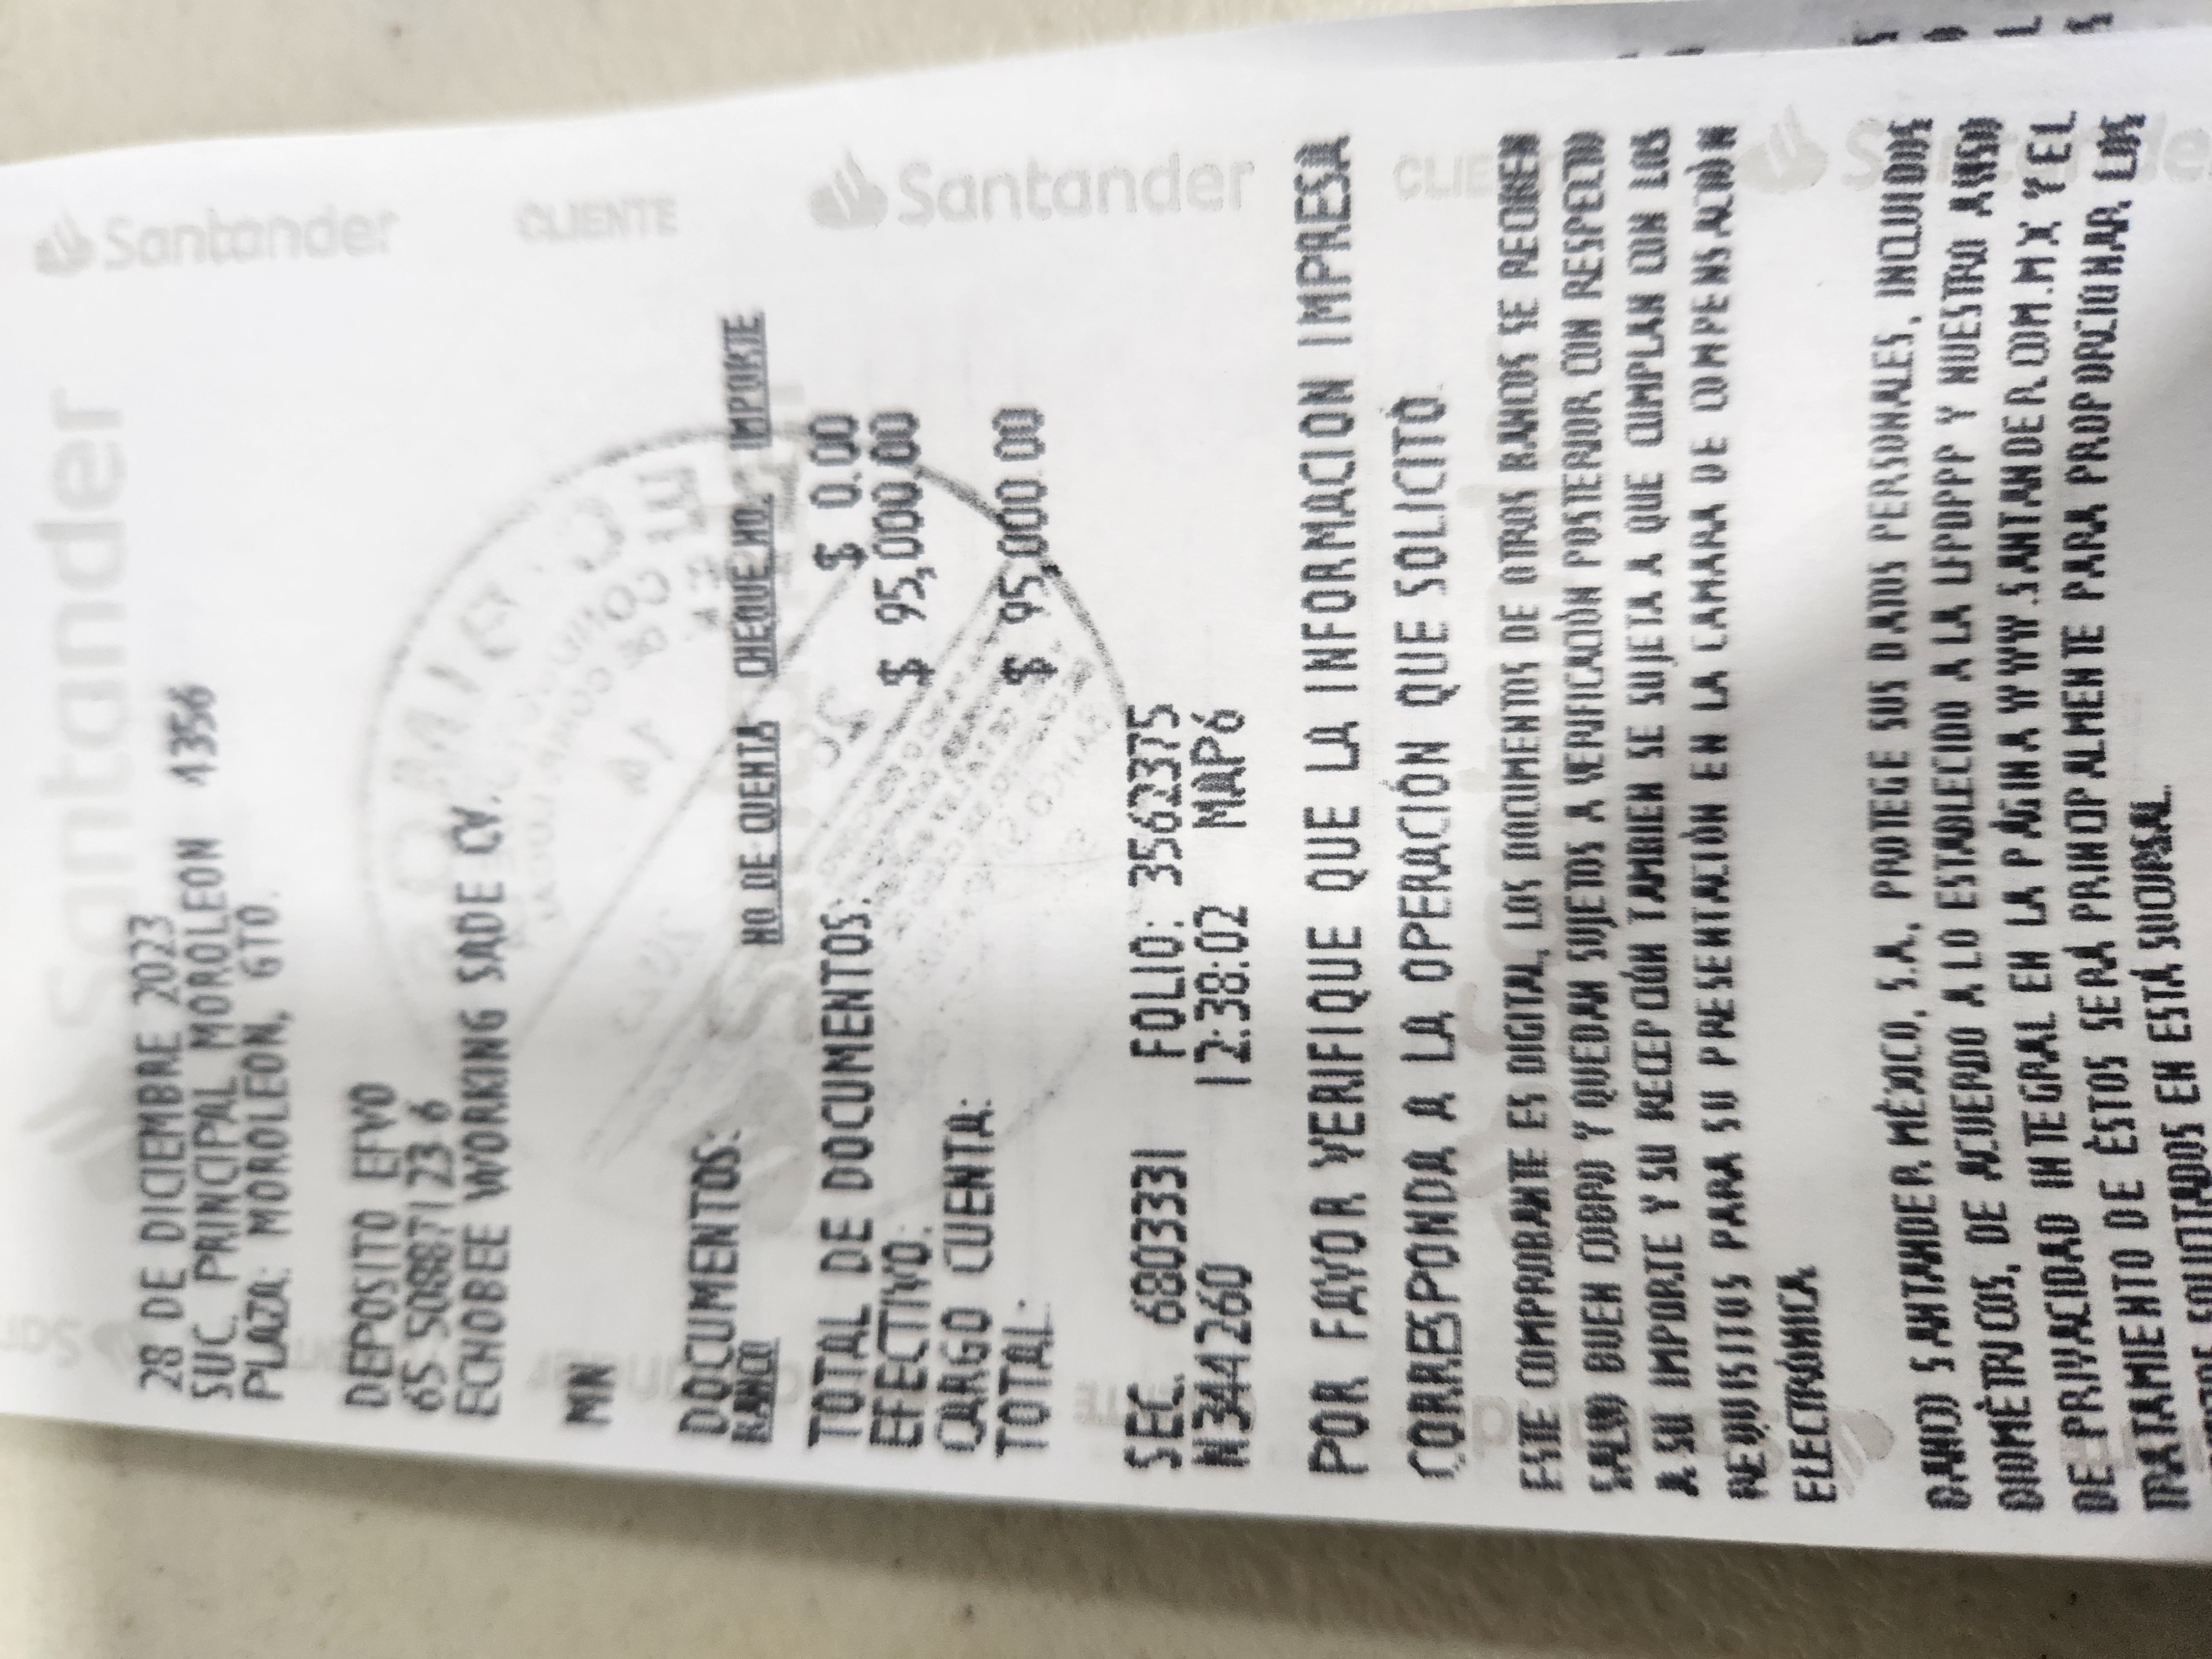 Santander
28 DE DICIEMBRE 2023
SUC. PRINCIPAL MOROLEON 4356
PLAZA: MOROLEON, GTO.
Santander
CLIENTE
DEPOSITO EFVO
65-50887123-6
ECHOBEE WORKING SADE CV.
MN
DOCUMENTOS:
BANCO NO DE CUENTA CHEQUE NO. IMPORTE
TOTAL DE DOCUMENTOS: $ 0.00
EFECTIVO: $ 95,000.00
CARGO CUENTA:
TOTAL: $ 95,000.00
Santander
SEC. 6803331 FOLIO: 35622375
N344260 12:38:02 MAP6
POR FAVOR VERIFIQUE QUE LA INFORMACION IMPRESA
CORRESPONDA A LA OPERACIÓN QUE SOLICITÓ.
CLIE
ESTE COMPROBANTE ES DIGITAL, LOS DOCUMENTOS DE OTROS BANCOS SE RECIBEN
SALVO BUEN COBRO Y QUEDAN SUJETOS A VERIFICACIÓN POSTERIOR CON RESPECTO
A SU IMPORTE Y SU RECEPCIÓN TAMBIEN SE SUJETA A QUE CUMPLAN CON LOS
REQUISITOS PARA SU PRESENTACIÓN EN LA CAMARA DE COMPENSACIÓN
ELECTRÓNICA
Santander
BANCO SANTANDER MÉXICO, S.A. PROTEGE SUS DATOS PERSONALES, INCLUIDOS
BIOMÉTRICOS, DE ACUERDO A LO ESTABLECIDO A LA LFPDPPP Y NUESTRO AVISO
DE PRIVACIDAD INTEGRAL EN LA PÁGINA WWW.SANTANDER.COM.MX Y EL
TRATAMIENTO DE ÉSTOS SERÁ PRINCIPALMENTE PARA PROPORCIONAR LOS
SOLICITADOS EN ESTA SUCURSAL.